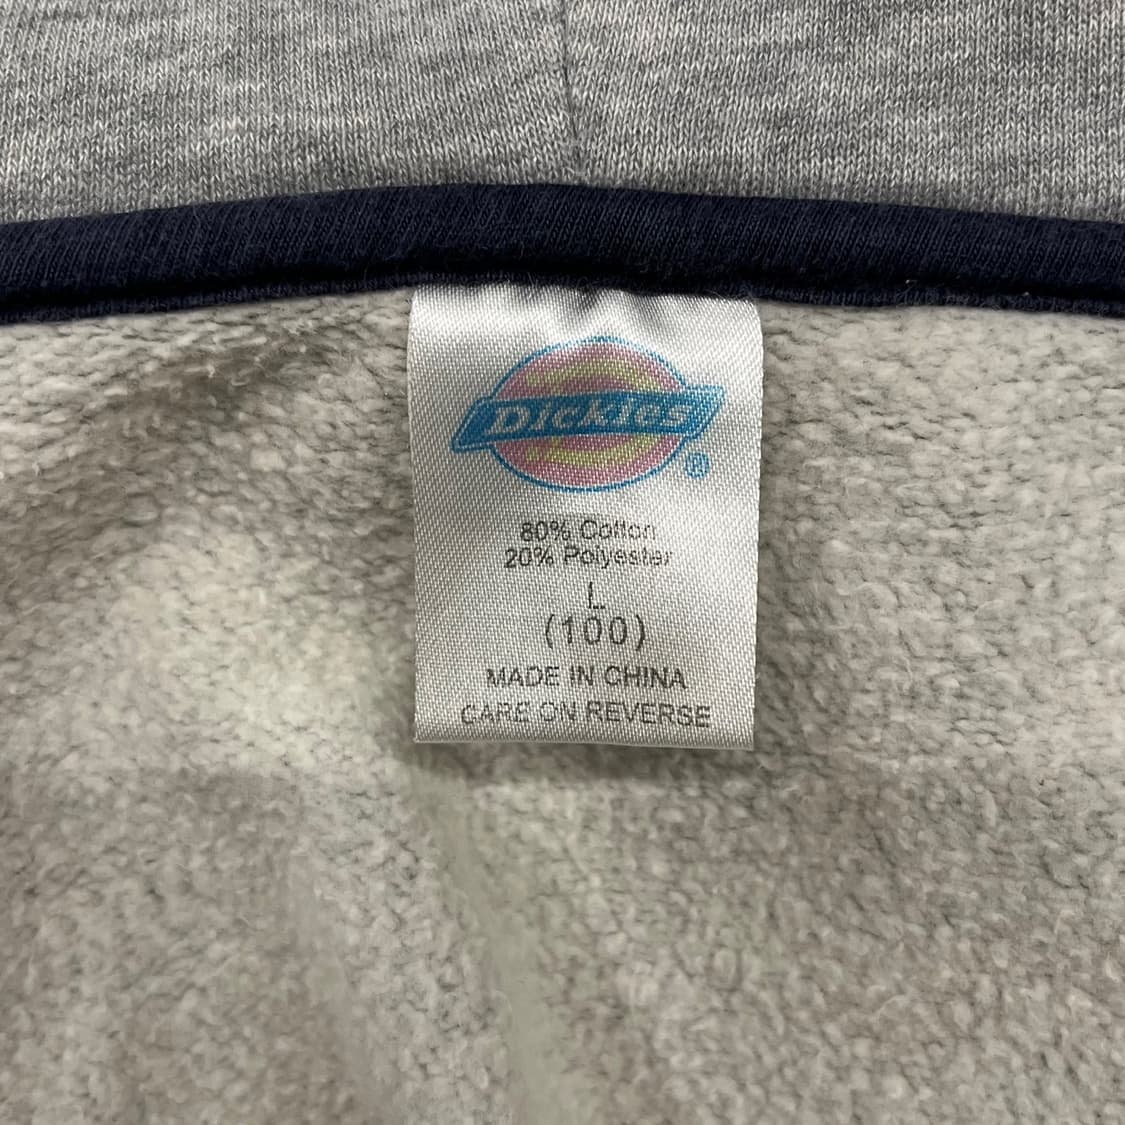 Dickies
®
80% Cotton
20% Polyester
L
(100)
MADE IN CHINA
CARE ON REVERSE